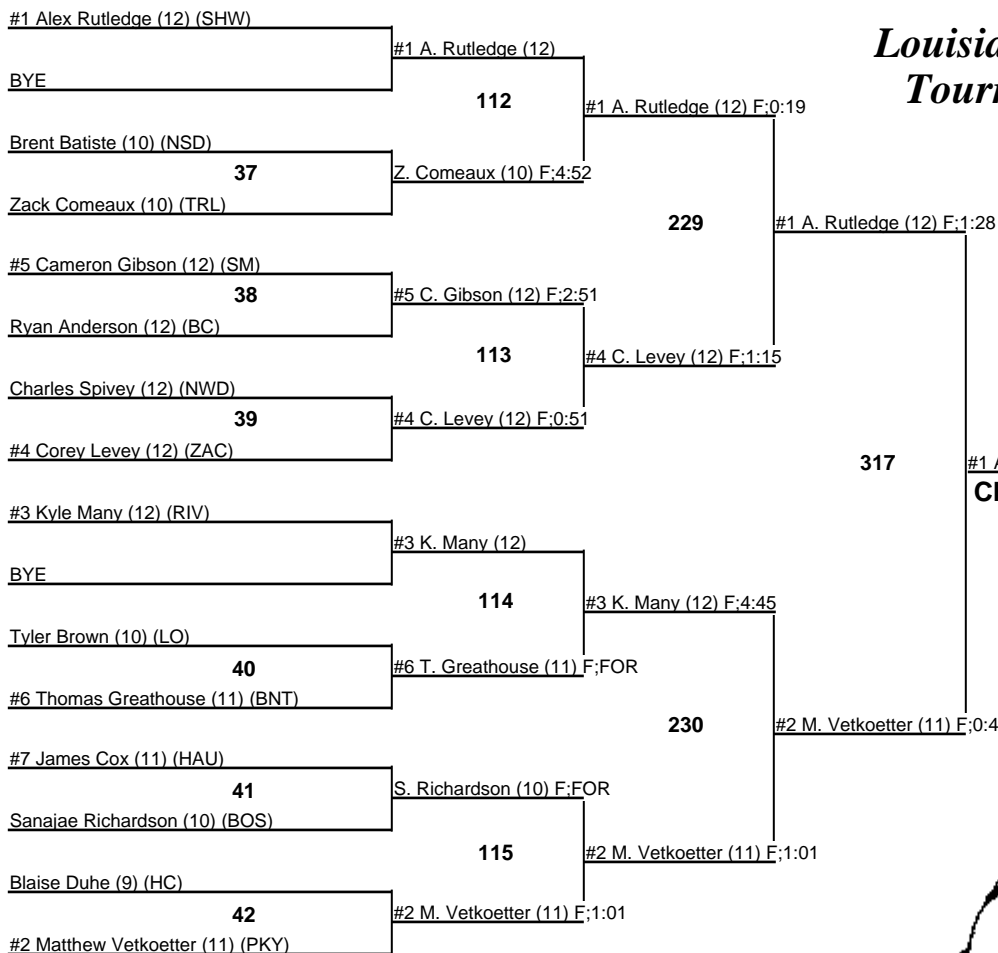 #1 Alex Rutledge (12) (SHW)
#1 A. Rutledge (12)
BYE
112
#1 A. Rutledge (12) F;0:19
Brent Batiste (10) (NSD)
37
Z. Comeaux (10) F;4:52
Zack Comeaux (10) (TRL)
229
#1 A. Rutledge (12) F;1:28
#5 Cameron Gibson (12) (SM)
38
#5 C. Gibson (12) F;2:51
Ryan Anderson (12) (BC)
113
#4 C. Levey (12) F;1:15
Charles Spivey (12) (NWD)
39
#4 C. Levey (12) F;0:51
#4 Corey Levey (12) (ZAC)
317
#1 A
#3 Kyle Many (12) (RIV)
#3 K. Many (12)
BYE
114
#3 K. Many (12) F;4:45
Tyler Brown (10) (LO)
40
#6 T. Greathouse (11) F;FOR
#6 Thomas Greathouse (11) (BNT)
230
#2 M. Vetkoetter (11) F;0:4
#7 James Cox (11) (HAU)
41
S. Richardson (10) F;FOR
Sanajae Richardson (10) (BOS)
115
#2 M. Vetkoetter (11) F;1:01
Blaise Duhe (9) (HC)
42
#2 M. Vetkoetter (11) F;1:01
#2 Matthew Vetkoetter (11) (PKY)